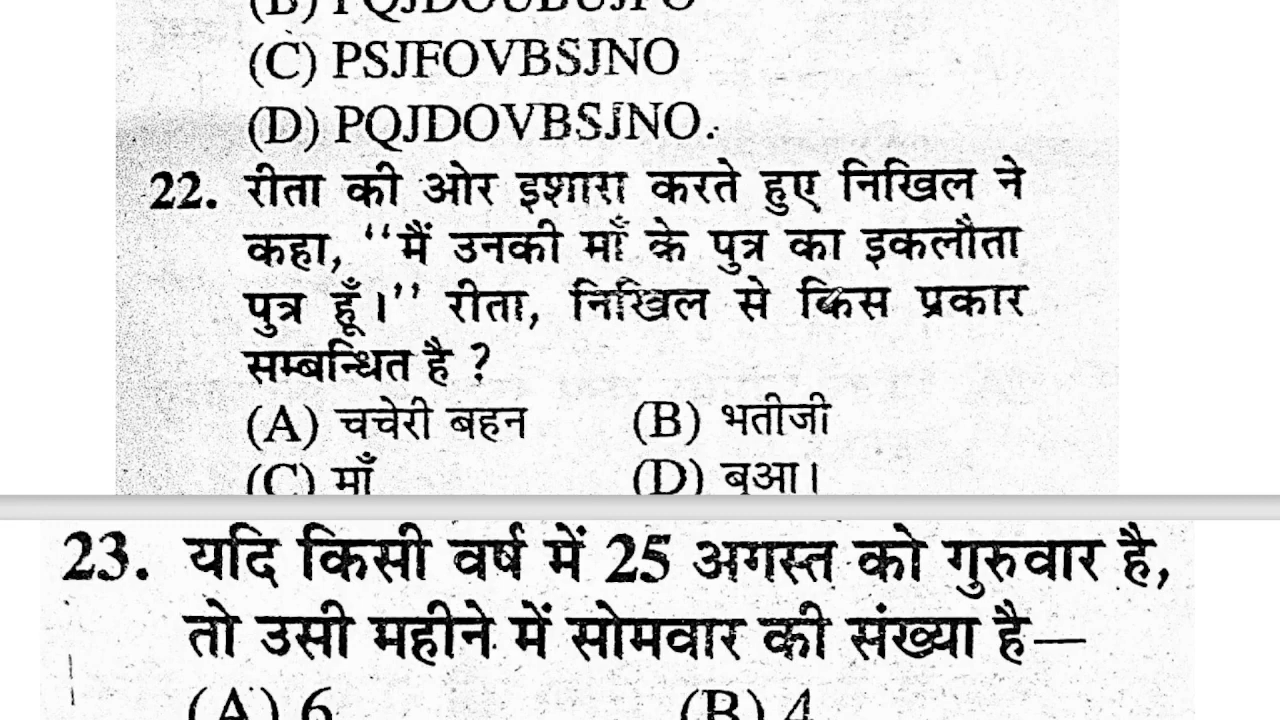 (C) PSJFOVBSJNO
(D) PQJDOVBSJNO.
22. रीता की ओर इशारा करते हुए निखिल ने
कहा, ‘‘मैं उनकी माँ के पुत्र का इकलौता
पुत्र हूँ।’’ रीता, निखिल से किस प्रकार
सम्बन्धित है ?
(A) चचेरी बहन (B) भतीजी
(C) माँ (D) बुआ।
23. यदि किसी वर्ष में 25 अगस्त को गुरुवार है,
तो उसी महीने में सोमवार की संख्या है—
(A) 6 (B) 4